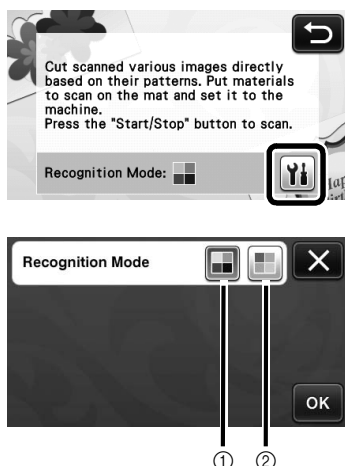 Cut scanned various images directly
based on their patterns. Put materials
to scan on the mat and set it to the
machine.
Press the "Start/Stop" button to scan.
Recognition Mode:
Recognition Mode
OK
① ②